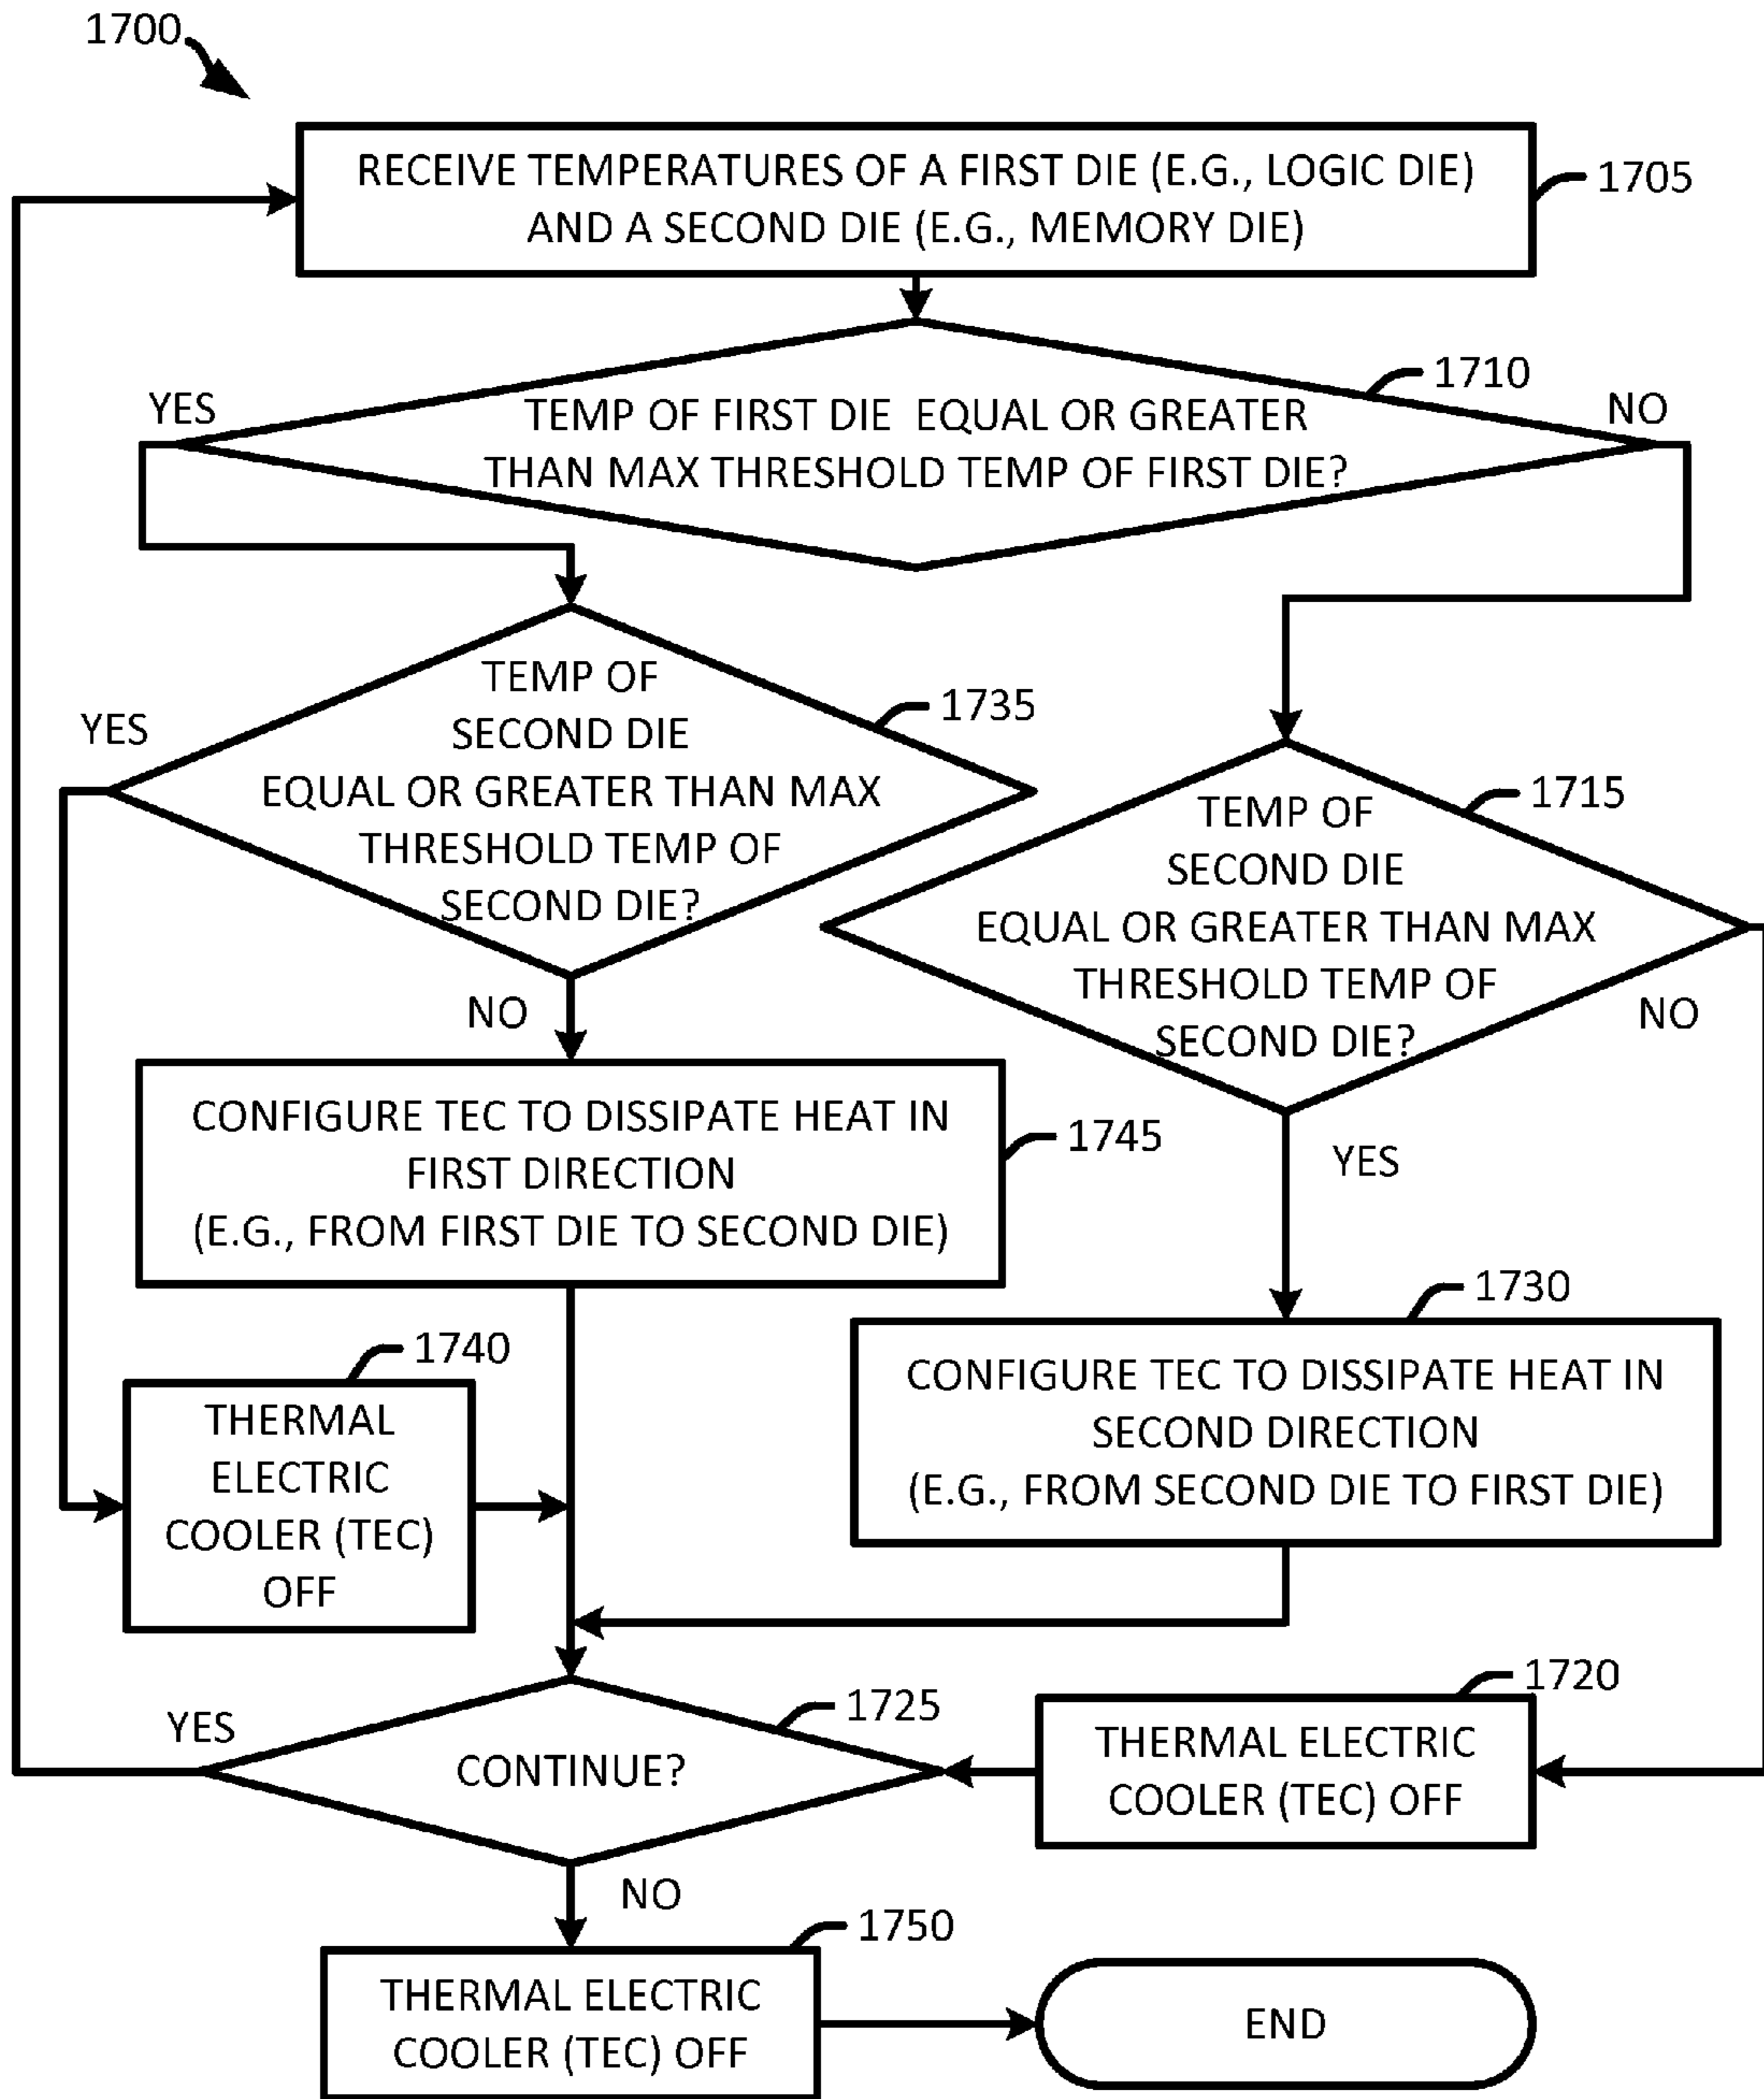 1700
RECEIVE TEMPERATURES OF A FIRST DIE (E.G., LOGIC DIE)
AND A SECOND DIE (E.G., MEMORY DIE)
1705
1710
YES
TEMP OF FIRST DIE EQUAL OR GREATER
THAN MAX THRESHOLD TEMP OF FIRST DIE?
NO
TEMP OF
SECOND DIE
EQUAL OR GREATER THAN MAX
THRESHOLD TEMP OF
SECOND DIE?
1735
YES
NO
TEMP OF
SECOND DIE
EQUAL OR GREATER THAN MAX
THRESHOLD TEMP OF
SECOND DIE?
1715
NO
YES
CONFIGURE TEC TO DISSIPATE HEAT IN
FIRST DIRECTION
(E.G., FROM FIRST DIE TO SECOND DIE)
1745
1730
CONFIGURE TEC TO DISSIPATE HEAT IN
SECOND DIRECTION
(E.G., FROM SECOND DIE TO FIRST DIE)
1740
THERMAL
ELECTRIC
COOLER (TEC)
OFF
1720
THERMAL ELECTRIC
COOLER (TEC) OFF
1725
YES
CONTINUE?
NO
1750
THERMAL ELECTRIC
COOLER (TEC) OFF
END